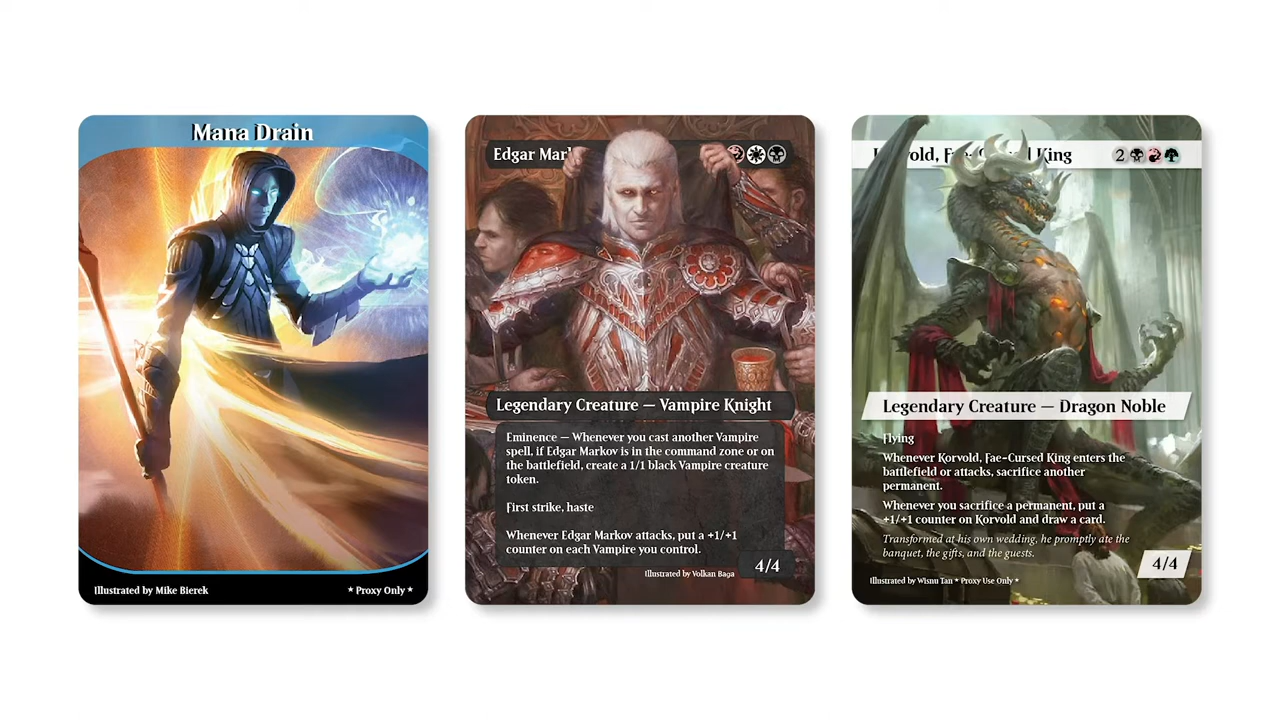 Mana Drain
Illustrated by Mike Bierek
★ Proxy Only ★
Edgar Mar
Legendary Creature — Vampire Knight
Eminence — Whenever you cast another Vampire
spell, if Edgar Markov is in the command zone or on
the battlefield, create a 1/1 black Vampire creature
token.
First strike, haste
Whenever Edgar Markov attacks, put a +1/+1
counter on each Vampire you control.
Illustrated by Volkan Baga
4/4
Korvold, Fae-Cursed King
2
Legendary Creature — Dragon Noble
Flying
Whenever Korvold, Fae-Cursed King enters the
battlefield or attacks, sacrifice another
permanent.
Whenever you sacrifice a permanent, put a
+1/+1 counter on Korvold and draw a card.
Transformed at his own wedding, he promptly ate the
banquet, the gifts, and the guests.
Illustrated by Wisnu Tan ★ Proxy Use Only ★
4/4